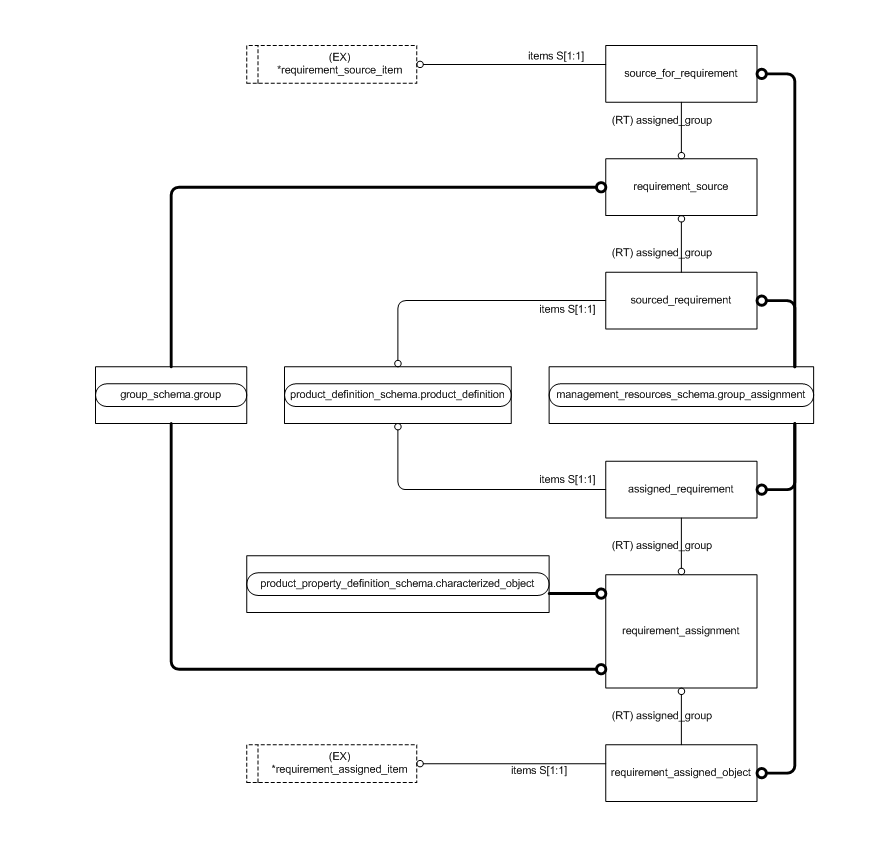 (EX)
*requirement_source_item
items S[1:1]
source_for_requirement
(RT) assigned_group
requirement_source
(RT) assigned_group
sourced_requirement
items S[1:1]
group_schema.group
product_definition_schema.product_definition
management_resources_schema.group_assignment
items S[1:1]
assigned_requirement
(RT) assigned_group
product_property_definition_schema.characterized_object
requirement_assignment
(RT) assigned_group
(EX)
*requirement_assigned_item
items S[1:1]
requirement_assigned_object